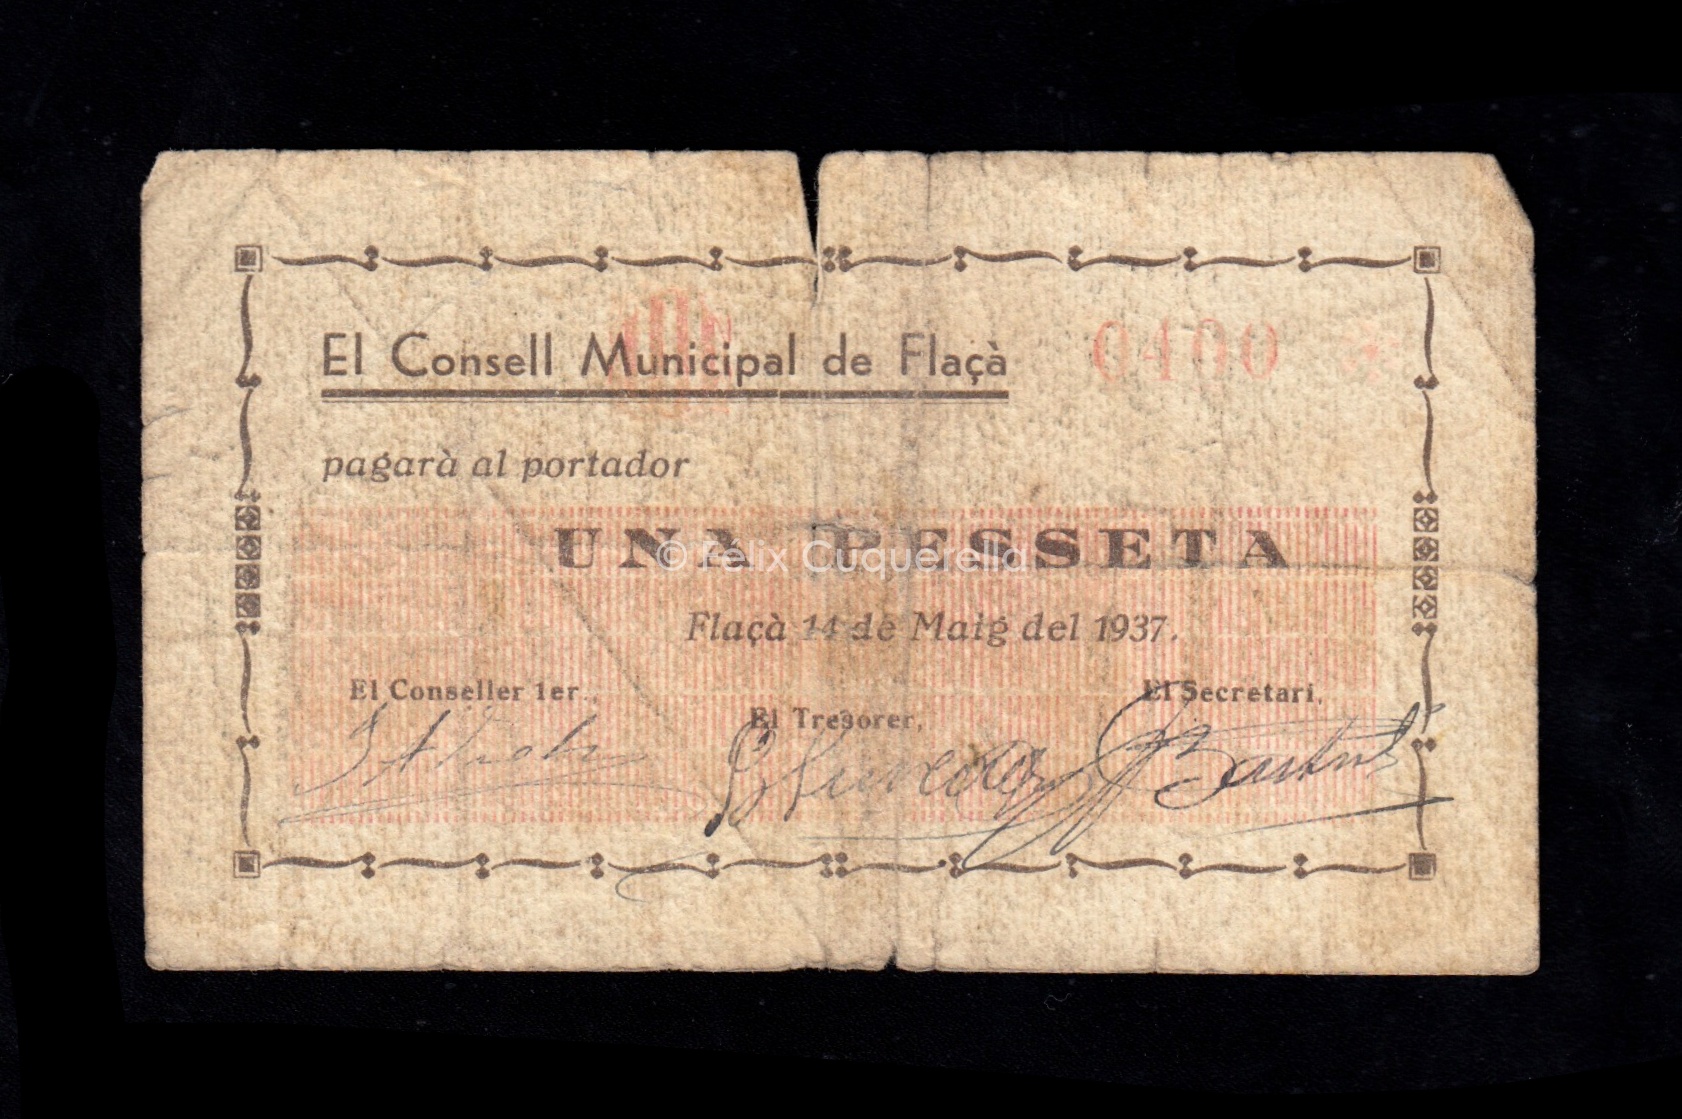 El Consell Municipal de Flaçà
0400
pagarà al portador
UNA PESSETA
© Félix Cuquerella
Flaçà 14 de Maig del 1937.
El Conseller 1er.,
El Tresorer,
El Secretari,